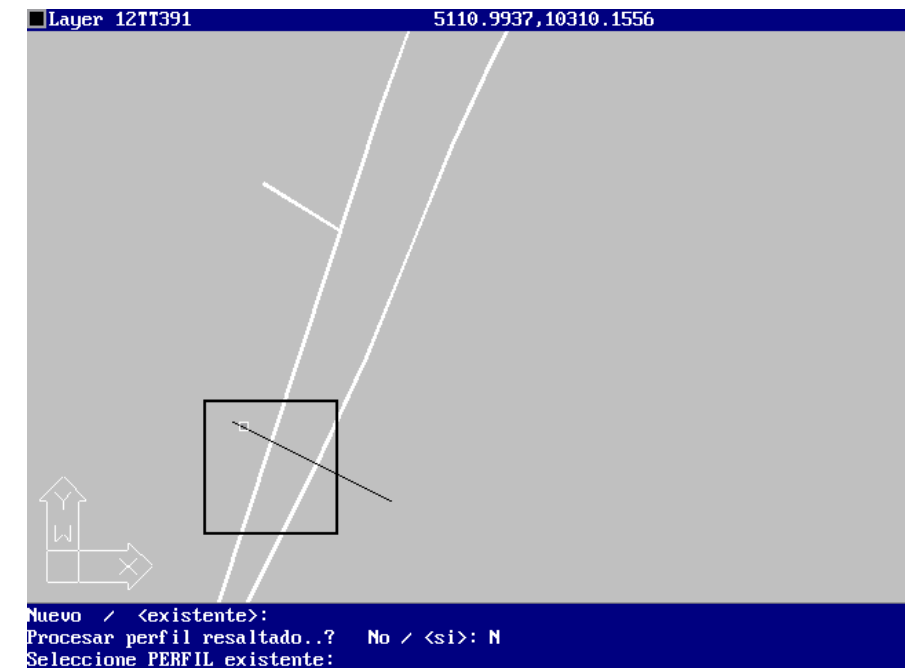 Layer 12TT391 5110.9937,10310.1556
Y
W
X
Nuevo / <existente>:
Procesar perfil resaltado..? No / <si>: N
Seleccione PERFIL existente: